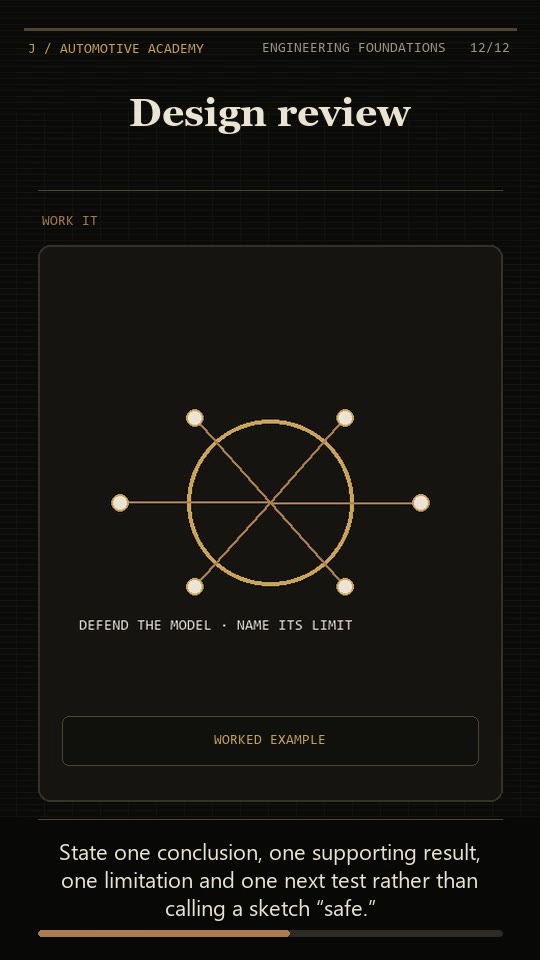 J / AUTOMOTIVE ACADEMY ENGINEERING FOUNDATIONS 12/12
Design review
WORK IT
DEFEND THE MODEL · NAME ITS LIMIT
WORKED EXAMPLE
State one conclusion, one supporting result,
one limitation and one next test rather than
calling a sketch “safe.”